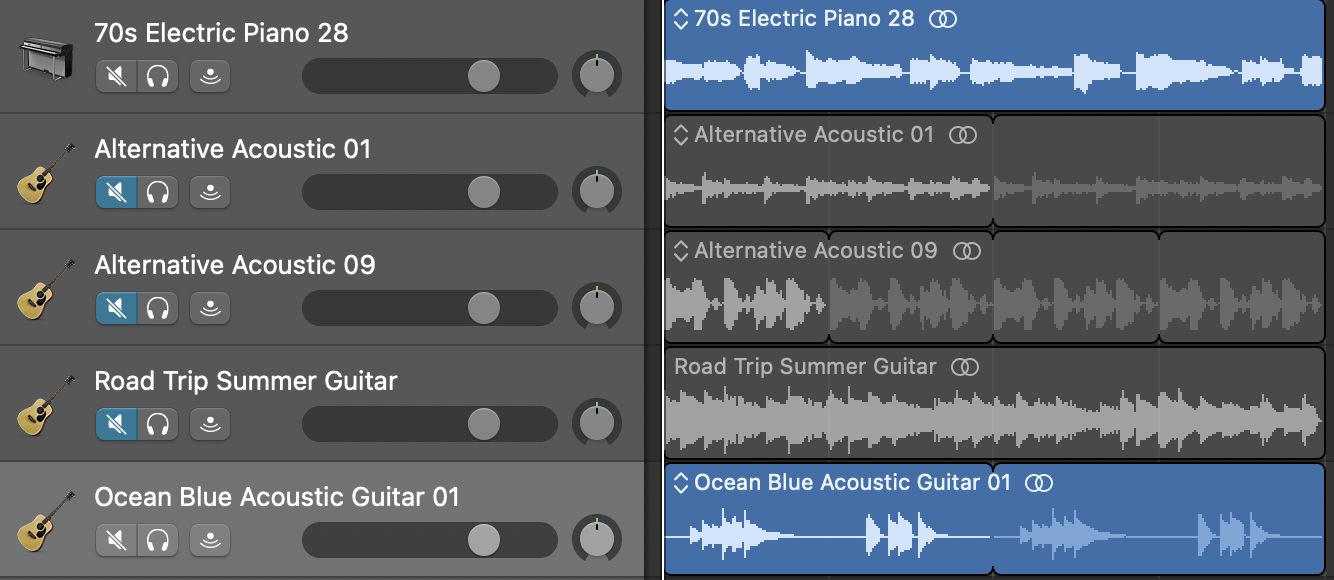 70s Electric Piano 28
70s Electric Piano 28
Alternative Acoustic 01
Alternative Acoustic 01
Alternative Acoustic 09
Alternative Acoustic 09
Road Trip Summer Guitar
Road Trip Summer Guitar
Ocean Blue Acoustic Guitar 01
Ocean Blue Acoustic Guitar 01